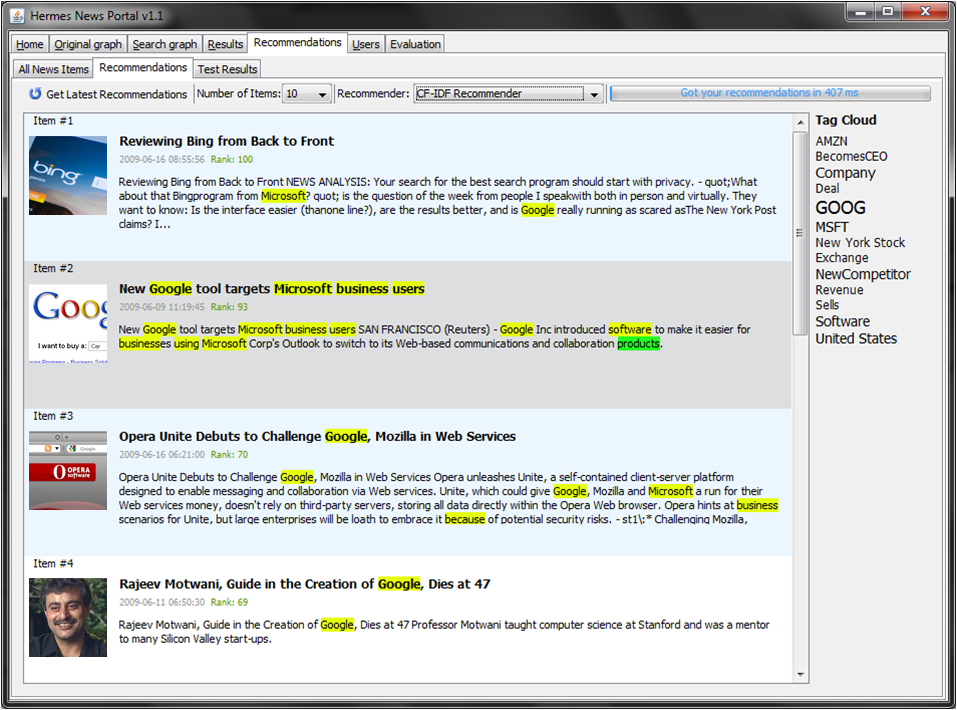 Hermes News Portal v1.1
Home Original graph Search graph Results Recommendations Users Evaluation
All News Items Recommendations Test Results
Get Latest Recommendations Number of Items: 10 Recommender: CF-IDF Recommender Got your recommendations in 407 ms
Item #1
bing
Reviewing Bing from Back to Front
2009-06-16 08:55:56 Rank: 100
Reviewing Bing from Back to Front NEWS ANALYSIS: Your search for the best search program should start with privacy. - quot;What
about that Bingprogram from Microsoft? quot; is the question of the week from people I speakwith both in person and virtually. They
want to know: Is the interface easier (thanone line?), are the results better, and is Google really running as scared asThe New York Post
claims? I...
Item #2
Goog
I want to buy a: Car
New Google tool targets Microsoft business users
2009-06-09 11:19:45 Rank: 93
New Google tool targets Microsoft business users SAN FRANCISCO (Reuters) - Google Inc introduced software to make it easier for
businesses using Microsoft Corp's Outlook to switch to its Web-based communications and collaboration products.
Item #3
Google
OPERA
software
Opera Unite Debuts to Challenge Google, Mozilla in Web Services
2009-06-16 06:21:00 Rank: 70
Opera Unite Debuts to Challenge Google, Mozilla in Web Services Opera unleashes Unite, a self-contained client-server platform
designed to enable messaging and collaboration via Web services. Unite, which could give Google, Mozilla and Microsoft a run for their
Web services money, doesn't rely on third-party servers, storing all data directly within the Opera Web browser. Opera hints at business
scenarios for Unite, but large enterprises will be loath to embrace it because of potential security risks. - st1\:* Challenging Mozilla,
Item #4
Rajeev Motwani, Guide in the Creation of Google, Dies at 47
2009-06-11 06:50:30 Rank: 69
Rajeev Motwani, Guide in the Creation of Google, Dies at 47 Professor Motwani taught computer science at Stanford and was a mentor
to many Silicon Valley start-ups.
Tag Cloud
AMZN
BecomesCEO
Company
Deal
GOOG
MSFT
New York Stock
Exchange
NewCompetitor
Revenue
Sells
Software
United States